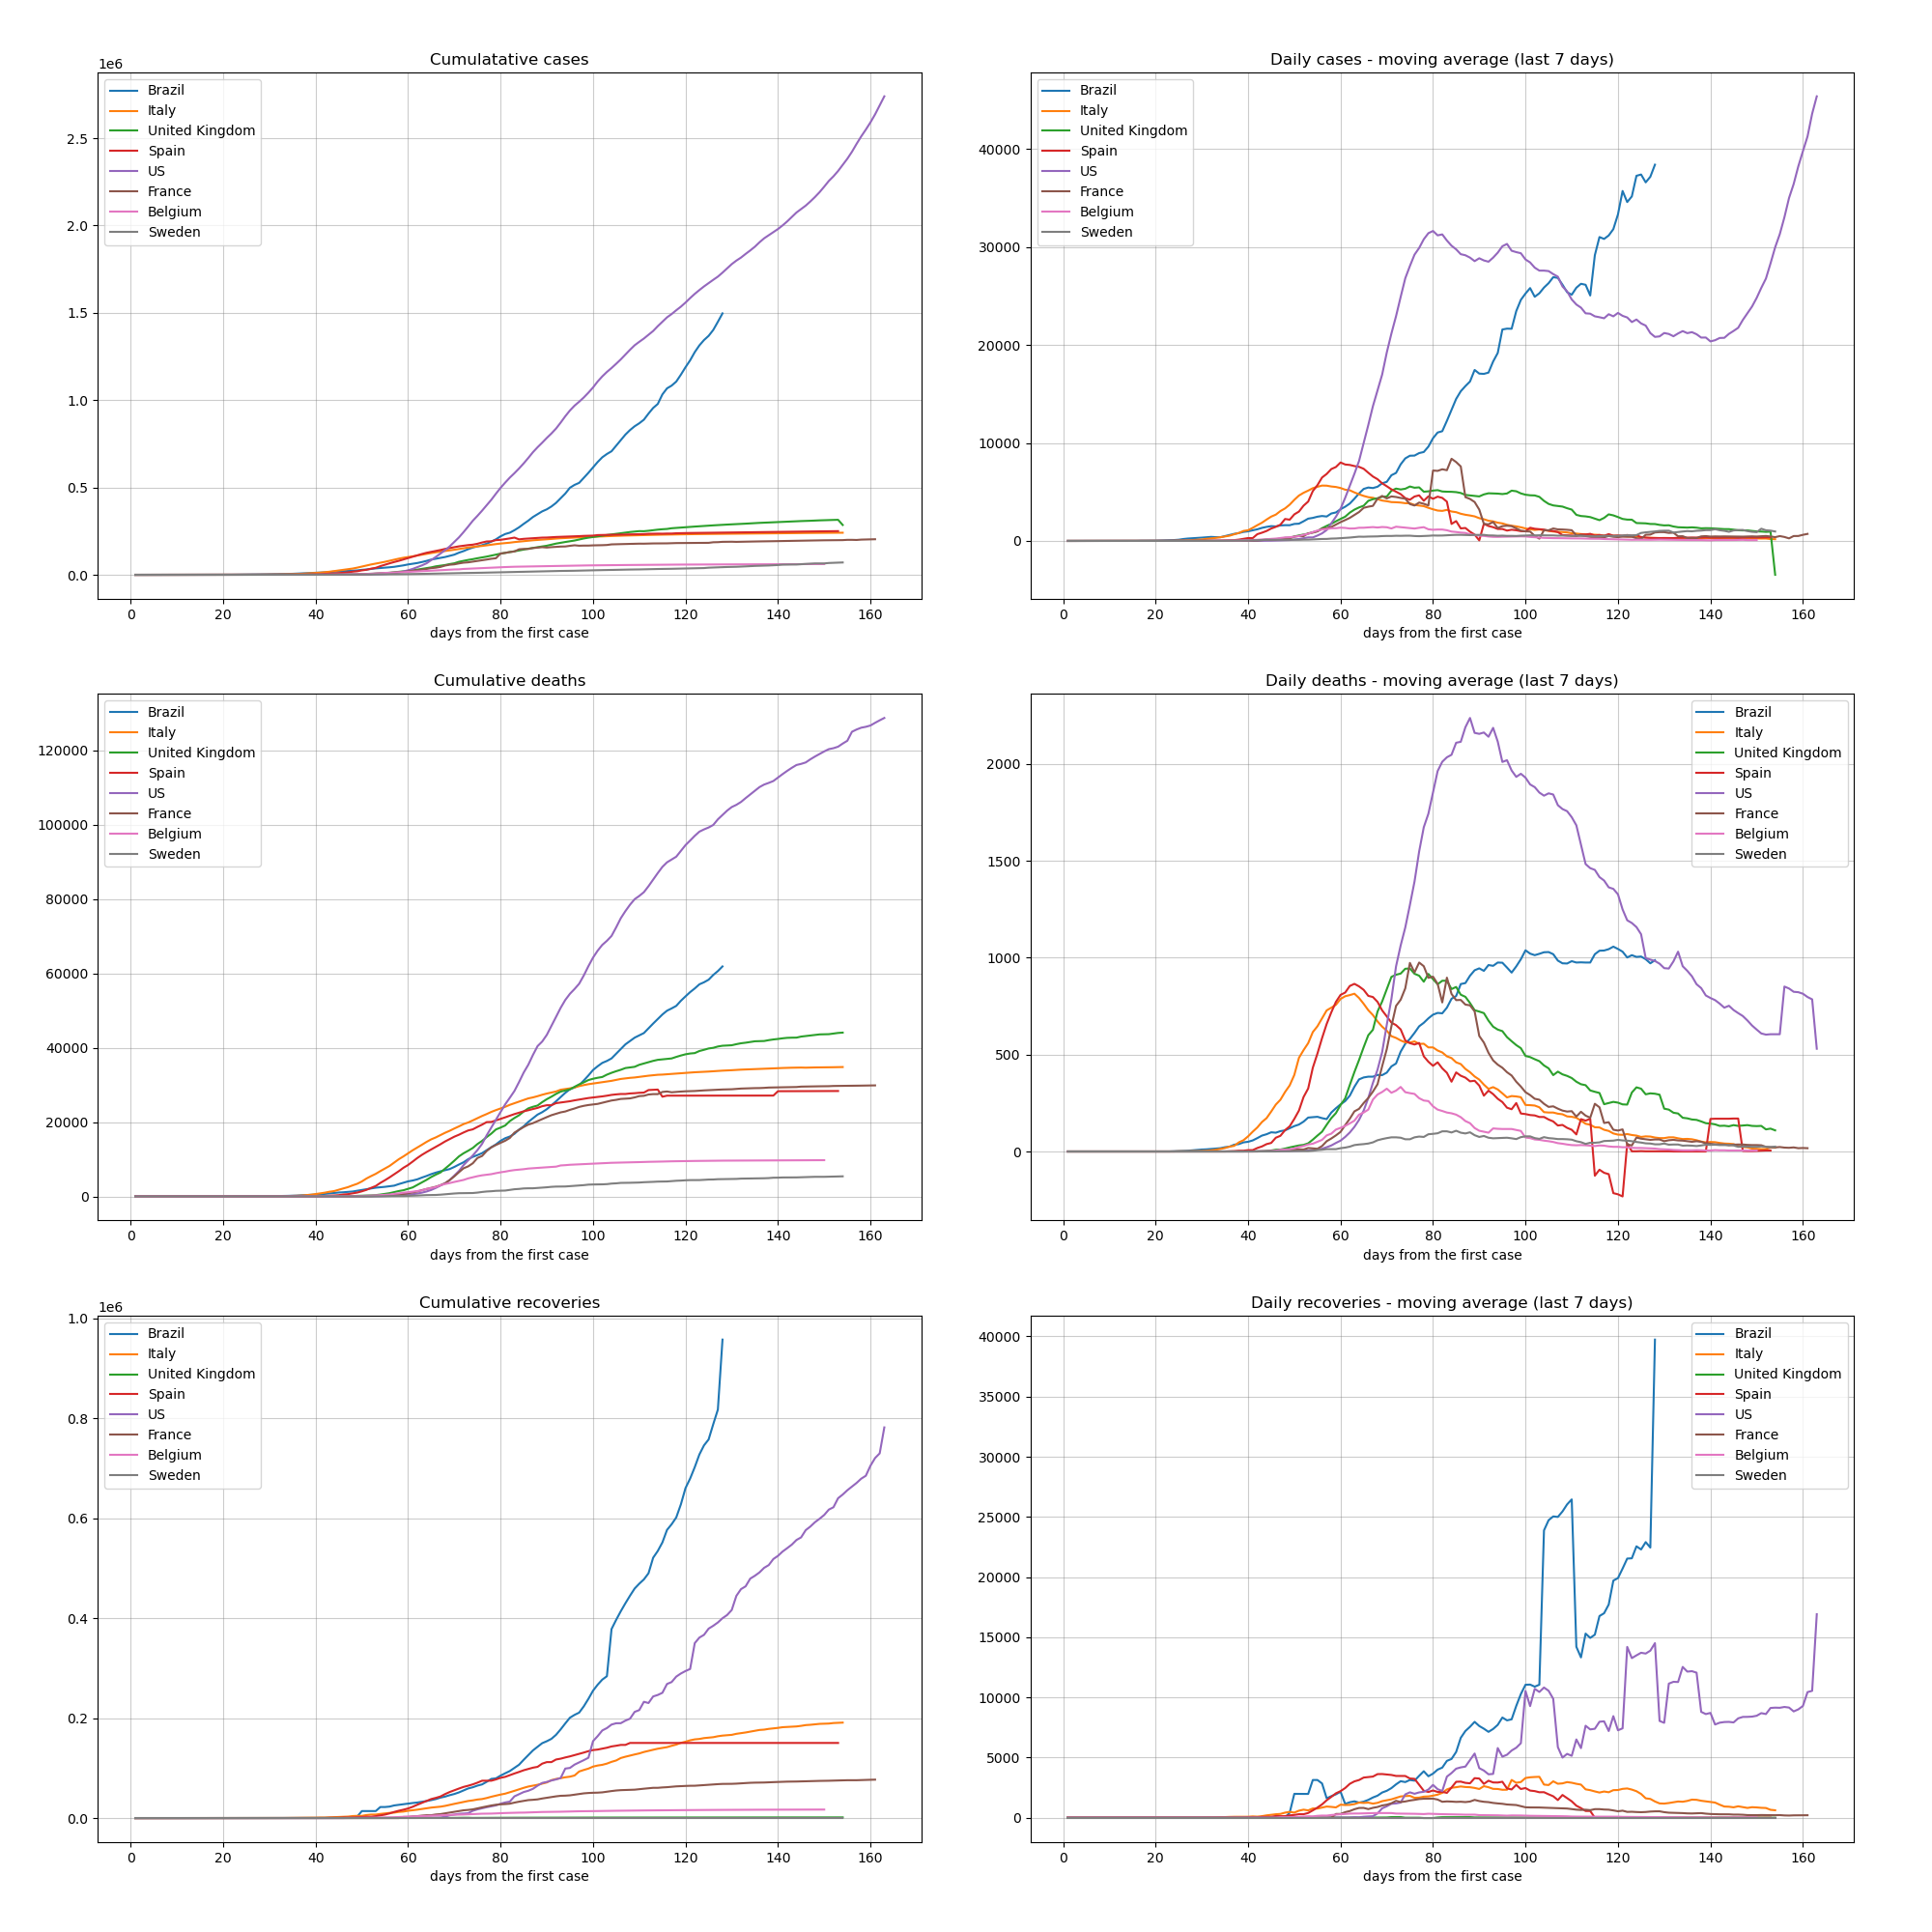 Cumulatative cases
1e6
2.5
2.0
1.5
1.0
0.5
0.0
Brazil
Italy
United Kingdom
Spain
US
France
Belgium
Sweden
0 20 40 60 80 100 120 140 160
days from the first case
Daily cases - moving average (last 7 days)
40000
30000
20000
10000
0
Brazil
Italy
United Kingdom
Spain
US
France
Belgium
Sweden
0 20 40 60 80 100 120 140 160
days from the first case
Cumulative deaths
120000
100000
80000
60000
40000
20000
0
Brazil
Italy
United Kingdom
Spain
US
France
Belgium
Sweden
0 20 40 60 80 100 120 140 160
days from the first case
Daily deaths - moving average (last 7 days)
2000
1500
1000
500
0
Brazil
Italy
United Kingdom
Spain
US
France
Belgium
Sweden
0 20 40 60 80 100 120 140 160
days from the first case
Cumulative recoveries
1e6
1.0
0.8
0.6
0.4
0.2
0.0
Brazil
Italy
United Kingdom
Spain
US
France
Belgium
Sweden
0 20 40 60 80 100 120 140 160
days from the first case
Daily recoveries - moving average (last 7 days)
40000
35000
30000
25000
20000
15000
10000
5000
0
Brazil
Italy
United Kingdom
Spain
US
France
Belgium
Sweden
0 20 40 60 80 100 120 140 160
days from the first case